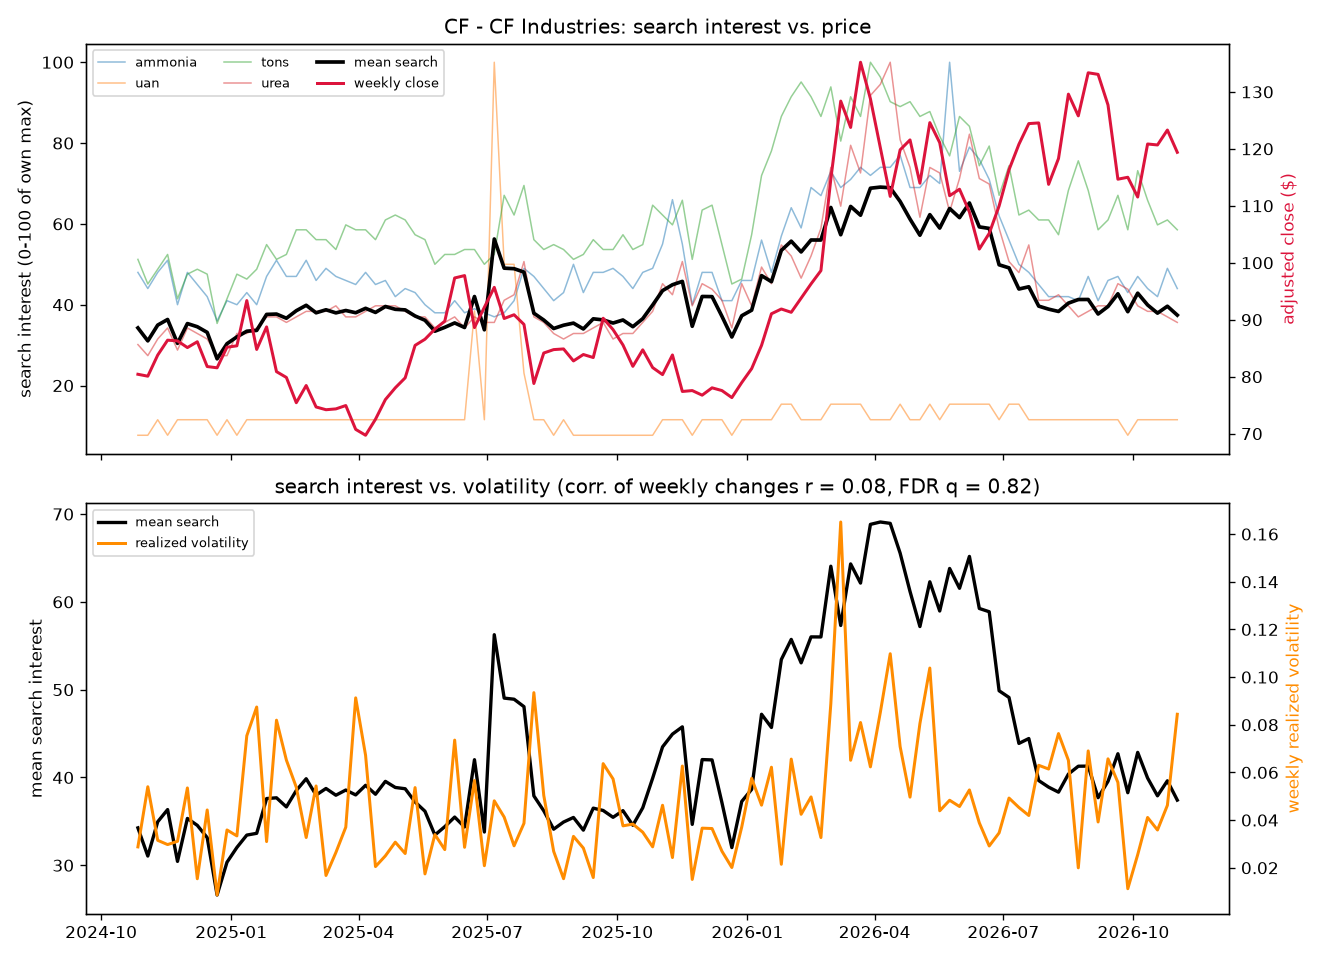 CF - CF Industries: search interest vs. price
ammonia
uan
tons
urea
mean search
weekly close
search interest (0-100 of own max)
100
80
60
40
20
130
120
110
100
90
80
70
adjusted close ($)
search interest vs. volatility (corr. of weekly changes r = 0.08, FDR q = 0.82)
mean search
realized volatility
mean search interest
70
60
50
40
30
0.16
0.14
0.12
0.10
0.08
0.06
0.04
0.02
weekly realized volatility
2024-10
2025-01
2025-04
2025-07
2025-10
2026-01
2026-04
2026-07
2026-10